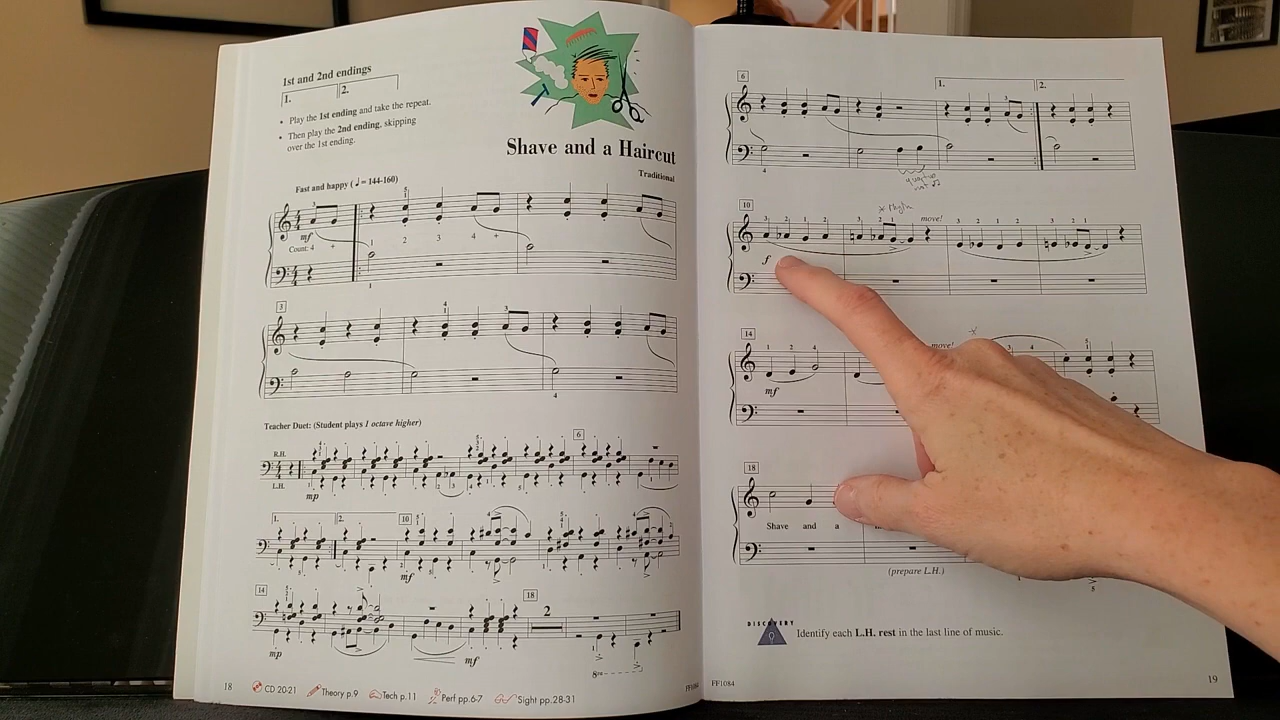 1st and 2nd endings
1. 2.
• Play the 1st ending and take the repeat.
• Then play the 2nd ending, skipping
over the 1st ending.
Shave and a Haircut
Traditional
Fast and happy (♩ = 144-160)
mf
Count: 4 + 1 2 3 4 +
3
Teacher Duet: (Student plays 1 octave higher)
6
R.H.
L.H.
mp
1. 2. 10
mf
14 18
2
mp mf
8va
18 CD 20-21 Theory p.9 Tech p.11 Perf pp.6-7 Sight pp.28-31 FF1084
6 1. 2.
10 move!
f
14 move!
mf
18
Shave and a
(prepare L.H.)
DISCOVERY
Identify each L.H. rest in the last line of music.
FF1084 19